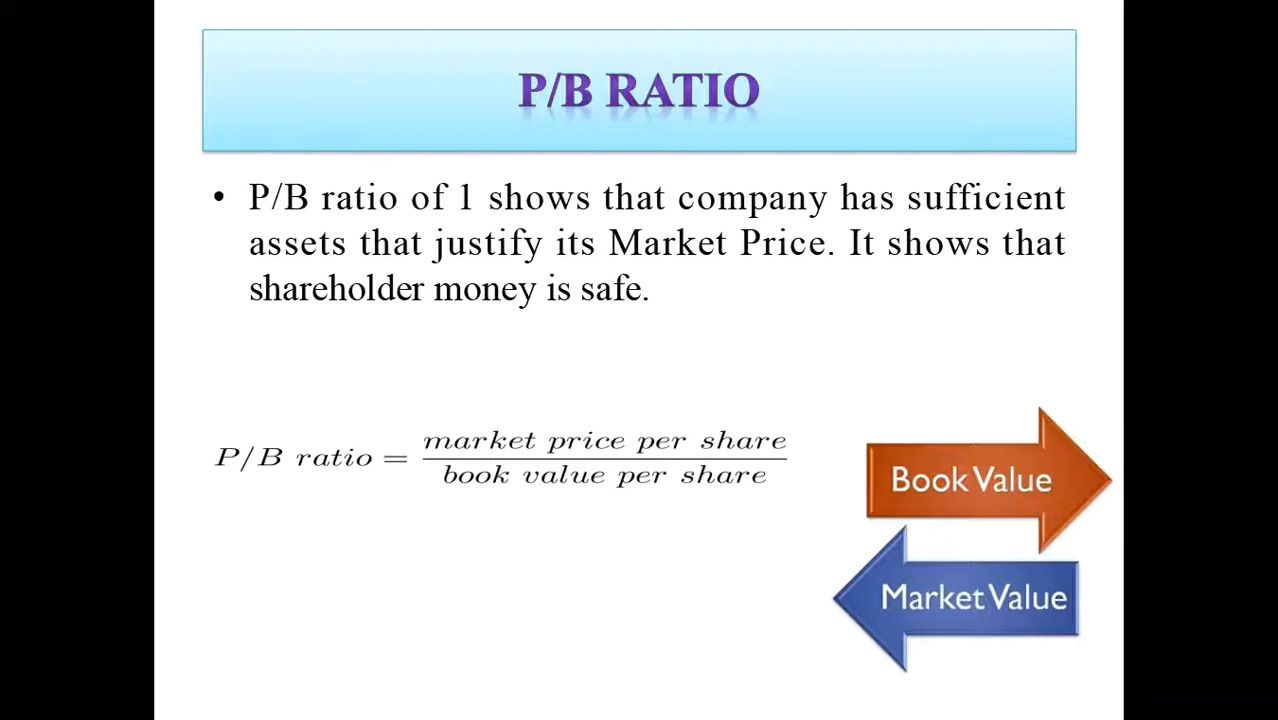 P/B RATIO
• P/B ratio of 1 shows that company has sufficient
assets that justify its Market Price. It shows that
shareholder money is safe.
P/B ratio = market price per share / book value per share
Book Value
Market Value